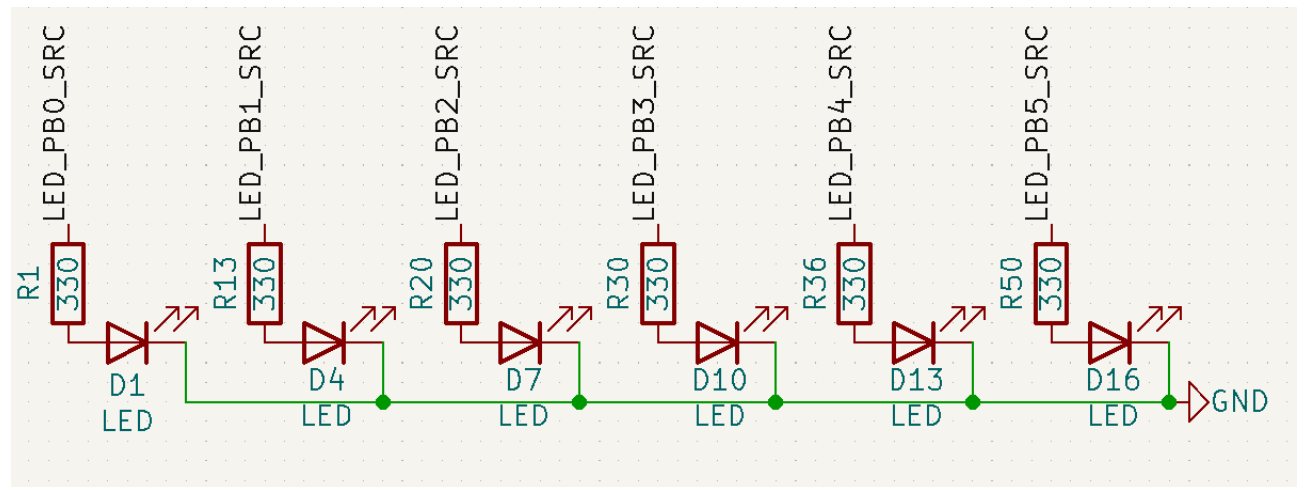 LED_PB0_SRC
LED_PB1_SRC
LED_PB2_SRC
LED_PB3_SRC
LED_PB4_SRC
LED_PB5_SRC
R1
330
R13
330
R20
330
R30
330
R36
330
R50
330
D1
LED
D4
LED
D7
LED
D10
LED
D13
LED
D16
LED
GND